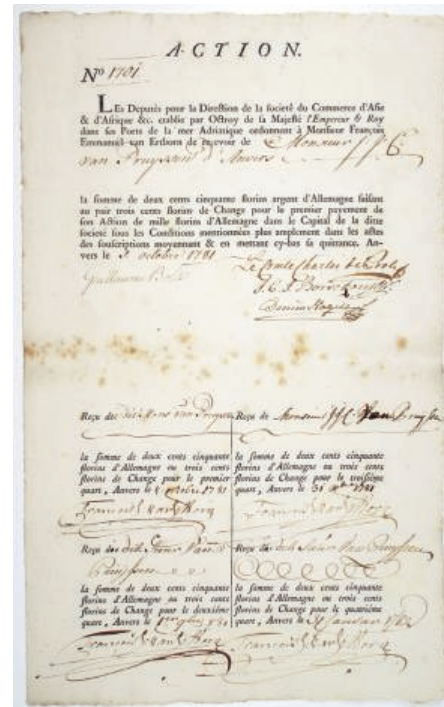 ACTION.
No 1701.
LEs Deputés pour la Direction de la societé du Commerce d'Asie
& d'Afrique &c. etablie par Octroy de sa Majesté l'Empereur & Roy
dans ses Ports de la mer Adriatique ordonnent à Monsieur François
Emmanuel van Ertborn de recevoir de Monsieur J.J.C.
van Pruyssen d'Anvers
la somme de deux cents cinquante florins argent d'Allemagne faisant
au pair trois cents florins de Change pour le premier payement de
son Action de mille florins d'Allemagne dans le Capital de la ditte
societé sous les Conditions mentionnées plus amplement dans les actes
des souscriptions moyennant & en mettant cy-bas sa quitance. An-
vers le octobre 1781
Le Comte Charles de Proli
Reçu de
la somme de deux cents cinquante
florins d'Allemagne ou trois cents
florins de Change pour le premier
quart, Anvers le 1781
Reçu de Monsieur J.J.C. Van
la somme de deux cents cinquante
florins d'Allemagne ou trois cents
florins de Change pour le troisième
quart, Anvers le 31 1781
Reçu
la somme de deux cents cinquante
florins d'Allemagne ou trois cents
florins de Change pour le deuxième
quart, Anvers le
Reçu
la somme de deux cents cinquante
florins d'Allemagne ou trois cents
florins de Change pour le quatrième
quart, Anvers le 31 Januar 1782